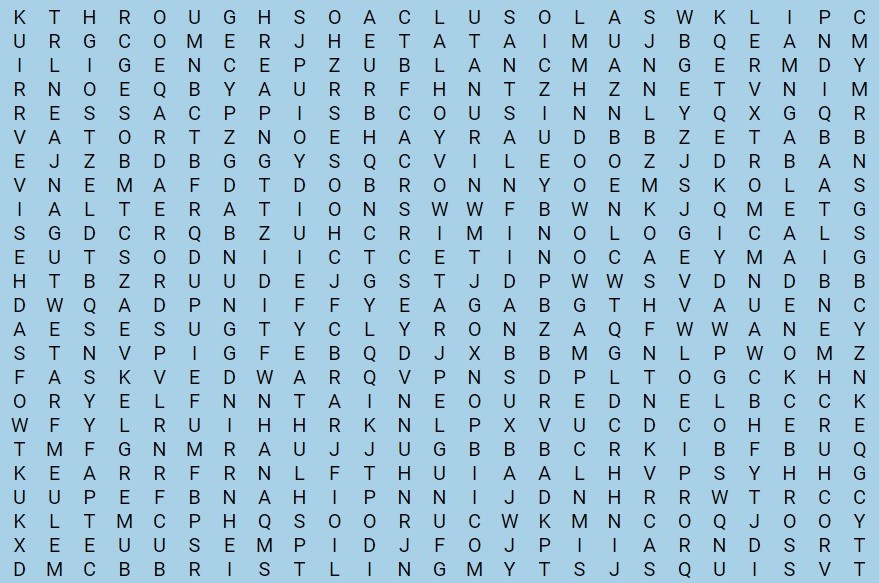 K T H R O U G H S O A C L U S O L A S W K L I P C
U R G C O M E R J H E T A T A I M U J B Q E A N M
I L I G E N C E P Z U B L A N C M A N G E R M D Y
R N O E Q B Y A U R R F H N T Z H Z N E T V N I M
R E S S A C P P I S B C O U S I N N L Y Q X G Q R
V A T O R T Z N O E H A Y R A U D B B Z E T A B B
E J Z B D B G G Y S Q C V I L E O O Z J D R B A N
V N E M A F D T D O B R O N N Y O E M S K O L A S
I A L T E R A T I O N S W W F B W N K J Q M E T G
S G D C R Q B Z U H C R I M I N O L O G I C A L S
E U T S O D N I I C T C E T I N O C A E Y M A I G
H T B Z R U U D E J G S T J D P W W S V D N D B B
D W Q A D P N I F F Y E A G A B G T H V A U E N C
A E S E S U G T Y C L Y R O N Z A Q F W W A N E Y
S T N V P I G F E B Q D J X B B M G N L P W O M Z
F A S K V E D W A R Q V P N S D P L T O G C K H N
O R Y E L F N N T A I N E O U R E D N E L B C C K
W F Y L R U I H H R K N L P X V U C D C O H E R E
T M F G N M R A U J J U G B B B C R K I B F B U Q
K E A R R F R N L F T H U I A A L H V P S Y H H G
U U P E F B N A H I P N N I J D N H R R W T R C C
K L T M C P H Q S O O R U C W K M N C O Q J O O Y
X E E U U S E M P I D J F O J P I I A R N D S R T
D M C B B R I S T L I N G M Y T S J S Q U I S V T